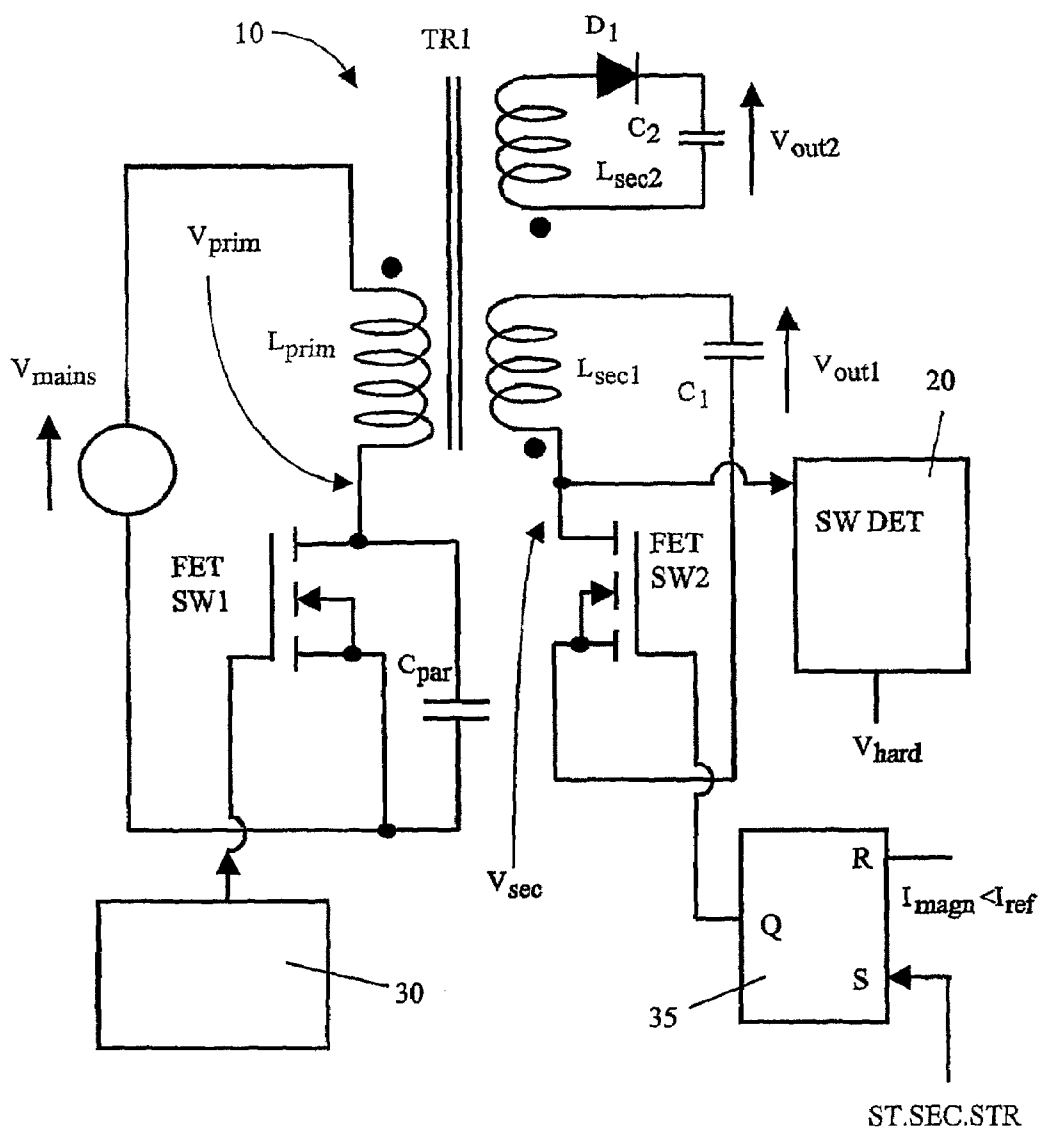 10
TR1
D1
C2
Lsec2
Vout2
Vprim
Lprim
Vmains
Lsec1
C1
Vout1
20
SW DET
FET
SW1
FET
SW2
Cpar
Vhard
Vsec
R
Imagn <Iref
Q
S
30
35
ST.SEC.STR